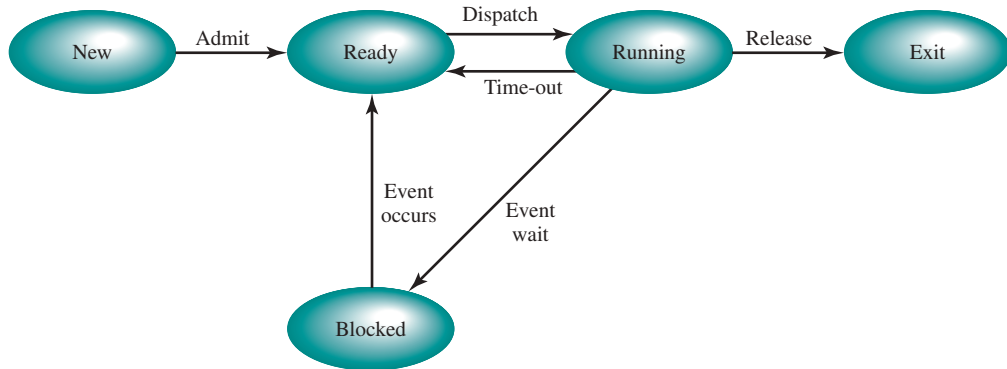 Dispatch
New
Admit
Ready
Running
Release
Exit
Time-out
Event
occurs
Event
wait
Blocked